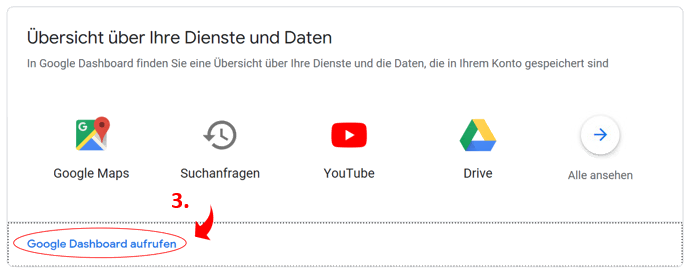 Übersicht über Ihre Dienste und Daten
In Google Dashboard finden Sie eine Übersicht über Ihre Dienste und die Daten, die in Ihrem Konto gespeichert sind
G
Google Maps
Suchanfragen
YouTube
Drive
Alle ansehen
3.
Google Dashboard aufrufen